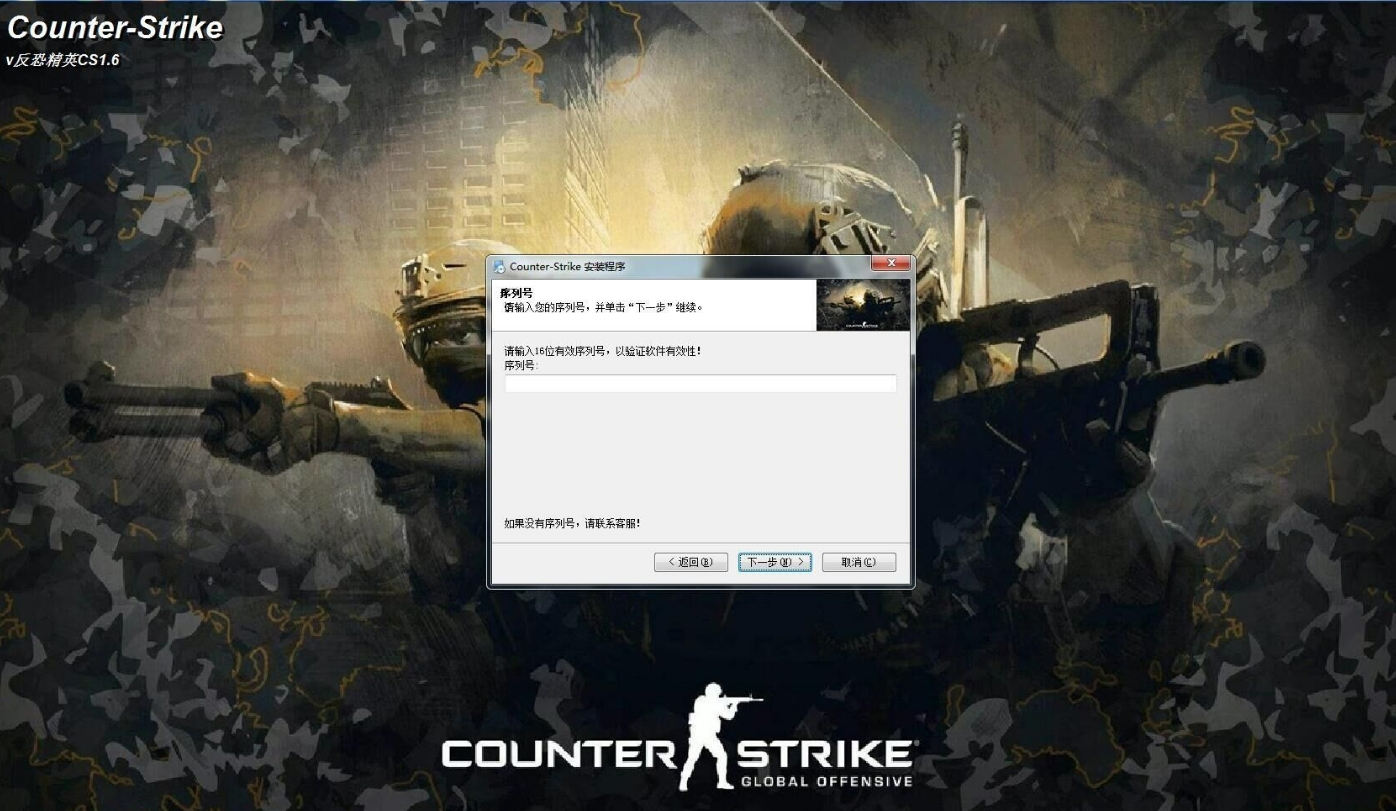 Counter-Strike
v反恐精英CS1.6
Counter-Strike 安装程序
序列号
请输入您的序列号，并单击“下一步”继续。
请输入16位有效序列号，以验证软件有效性！
序列号:
如果没有序列号，请联系客服！
< 返回(B)
下一步(N) >
取消(C)
COUNTER STRIKE
GLOBAL OFFENSIVE